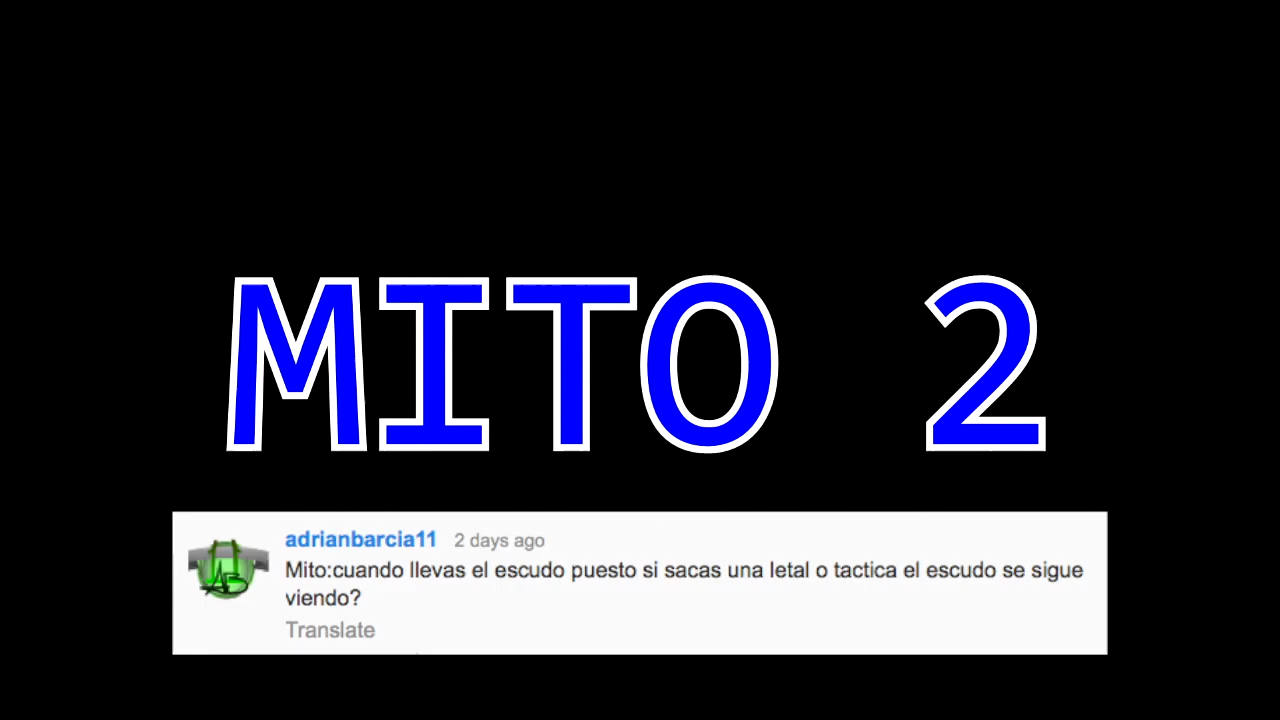 MITO 2
adrianbarcia11 2 days ago
Mito:cuando llevas el escudo puesto si sacas una letal o tactica el escudo se sigue
viendo?
Translate